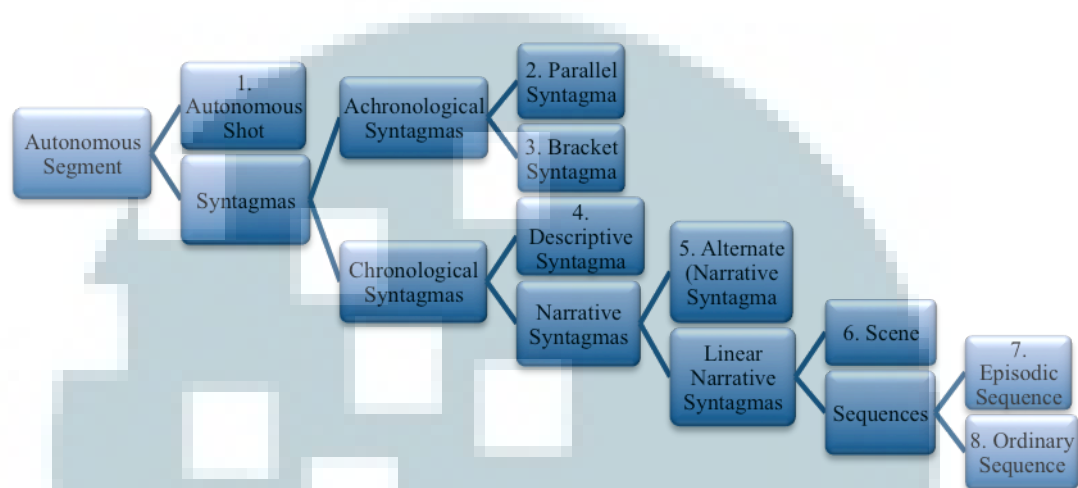 Autonomous
Segment
1.
Autonomous
Shot
Syntagmas
Achronological
Syntagmas
2. Parallel
Syntagma
3. Bracket
Syntagma
Chronological
Syntagmas
4.
Descriptive
Syntagma
Narrative
Syntagmas
5. Alternate
(Narrative
Syntagma
Linear
Narrative
Syntagmas
6. Scene
Sequences
7.
Episodic
Sequence
8. Ordinary
Sequence